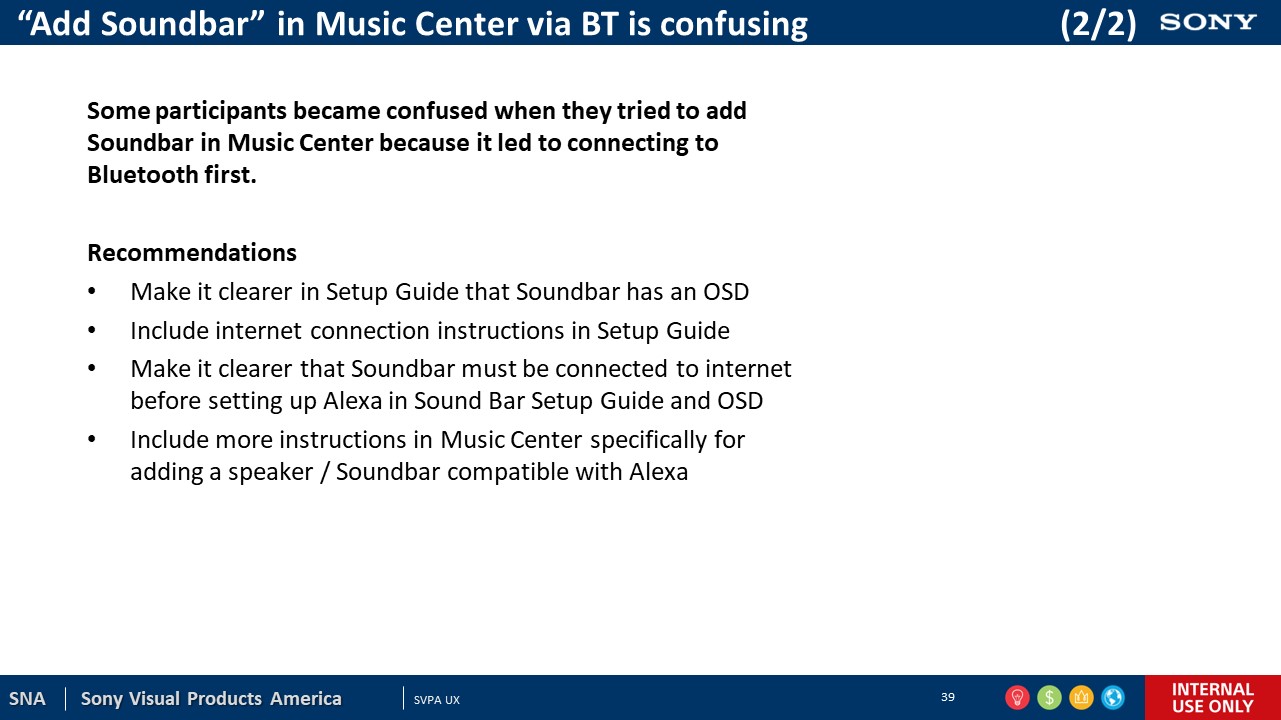 “Add Soundbar” in Music Center via BT is confusing (2/2) SONY
Some participants became confused when they tried to add
Soundbar in Music Center because it led to connecting to
Bluetooth first.
Recommendations
• Make it clearer in Setup Guide that Soundbar has an OSD
• Include internet connection instructions in Setup Guide
• Make it clearer that Soundbar must be connected to internet
before setting up Alexa in Sound Bar Setup Guide and OSD
• Include more instructions in Music Center specifically for
adding a speaker / Soundbar compatible with Alexa
SNA Sony Visual Products America SVPA UX 39 $ INTERNAL
USE ONLY